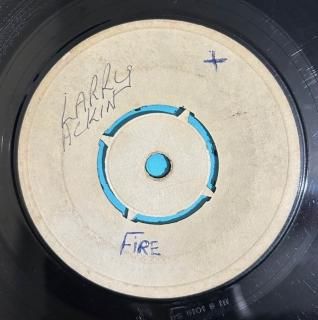 LARRY
ACKIN
+
FIRE